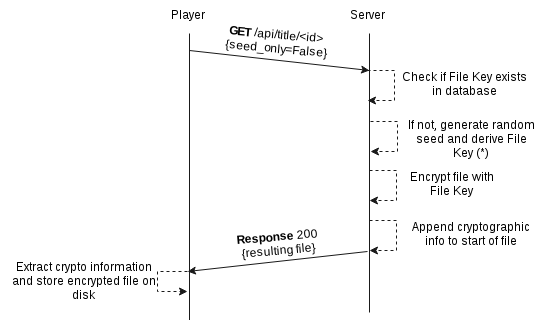 Player
Server
GET /api/title/<id>
{seed_only=False}
Check if File Key exists
in database
If not, generate random
seed and derive File
Key (*)
Encrypt file with
File Key
Append cryptographic
info to start of file
Response 200
{resulting file}
Extract crypto information
and store encrypted file on
disk